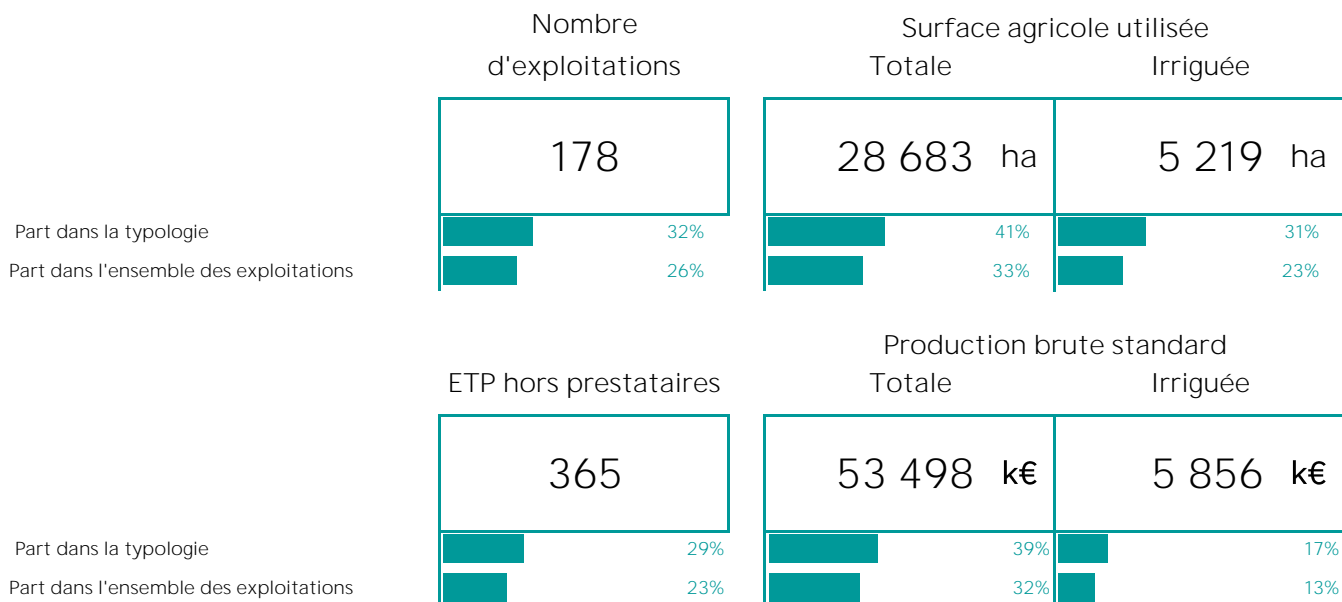 Nombre
d'exploitations
Surface agricole utilisée
Totale Irriguée
178 28 683 ha 5 219 ha
Part dans la typologie 32% 41% 31%
Part dans l'ensemble des exploitations 26% 33% 23%
Production brute standard
ETP hors prestataires Totale Irriguée
365 53 498 k€ 5 856 k€
Part dans la typologie 29% 39% 17%
Part dans l'ensemble des exploitations 23% 32% 13%